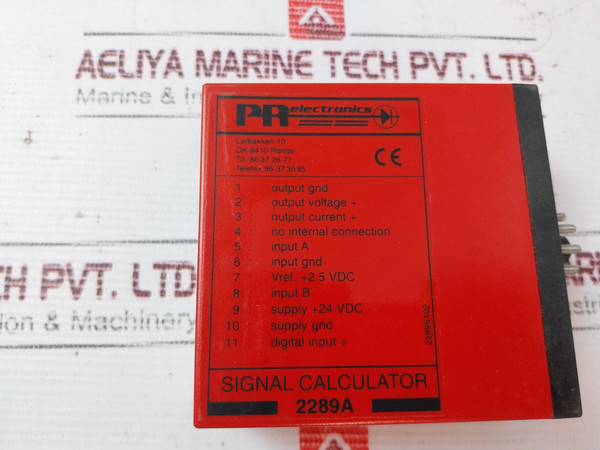 AELIYA MARINE TECH PVT. LTD.
Marine & In
PR electronics
Lerbakken 10
DK-8410 Rønde
Tlf. 86 37 26 77
Telefax 86 37 30 85
CE
1 output gnd
2 output voltage +
3 output current +
4 no internal connection
5 input A
6 input gnd
7 Vref. +2.5 VDC
8 input B
9 supply +24 VDC
10 supply gnd
11 digital input +
SIGNAL CALCULATOR
2289A
H PVT. LTD
on & Machinery